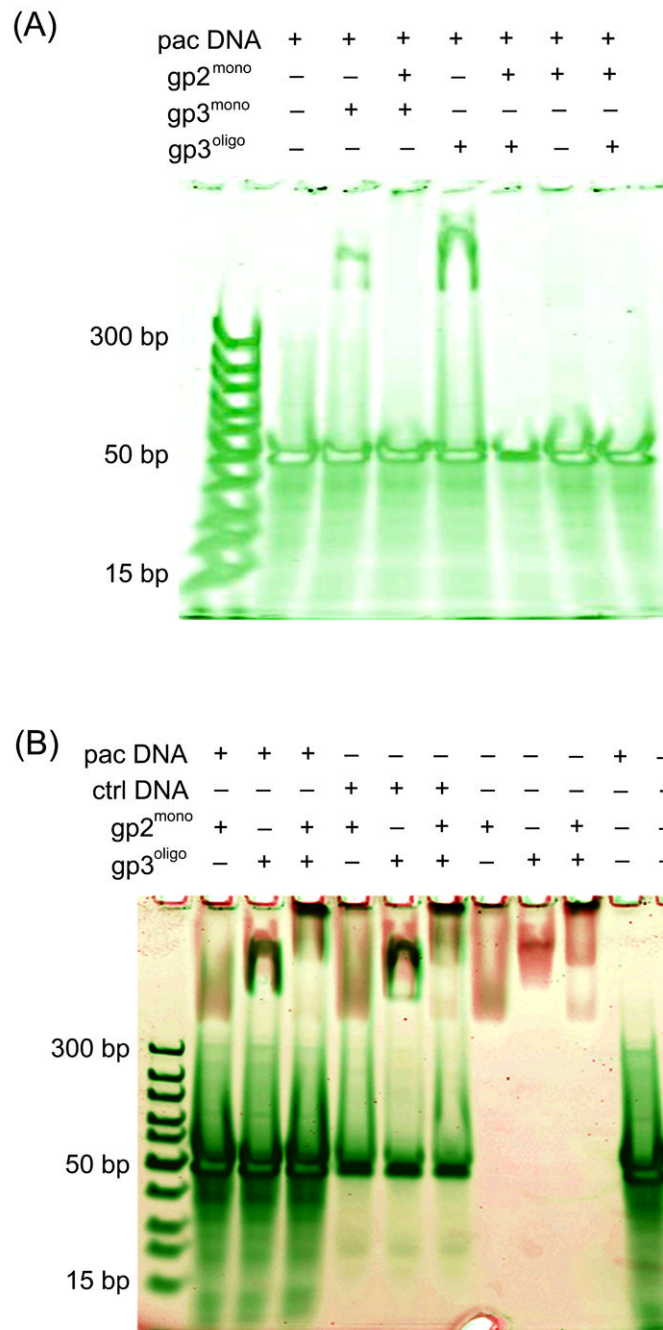 (A)
pac DNA + + + + + + +
gp2mono – – + – + + +
gp3mono – + + – – – –
gp3oligo – – – + + – +
300 bp
50 bp
15 bp
(B)
pac DNA + + + – – – – – – + –
ctrl DNA – – – + + + – – – – –
gp2mono + – + + – + + – + – –
gp3oligo – + + – + + – + + – –
300 bp
50 bp
15 bp